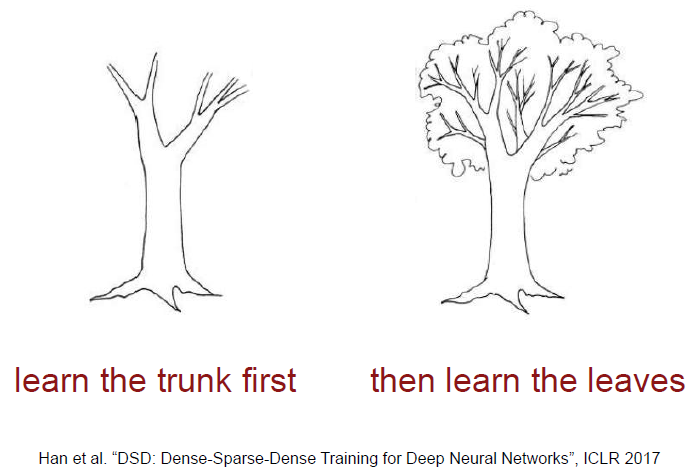 learn the trunk first
then learn the leaves
Han et al. “DSD: Dense-Sparse-Dense Training for Deep Neural Networks”, ICLR 2017